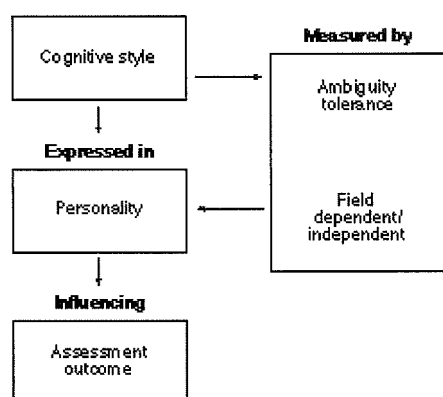 Cognitive style
Expressed in
Personality
Influencing
Assessment
outcome
Measured by
Ambiguity
tolerance
Field
dependent/
independent